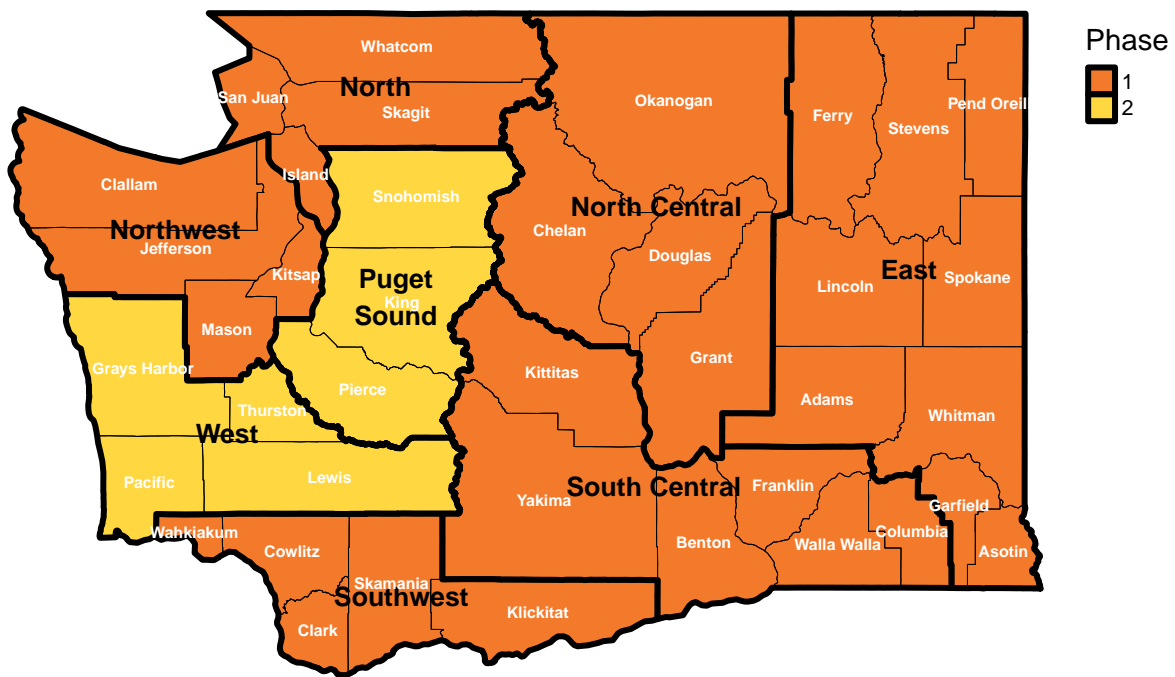 Phase
1
2
Whatcom
San Juan
North
Skagit
Okanogan
Ferry
Stevens
Pend Oreil
Clallam
Island
Snohomish
Northwest
Jefferson
Kitsap
Chelan
North Central
Douglas
Puget
King
Sound
Lincoln
East
Spokane
Mason
Grays Harbor
Kittitas
Grant
Pierce
Thurston
West
Adams
Whitman
Pacific
Lewis
Yakima
South Central
Franklin
Garfield
Wahkiakum
Cowlitz
Benton
Walla Walla
Columbia
Asotin
Skamania
Southwest
Klickitat
Clark